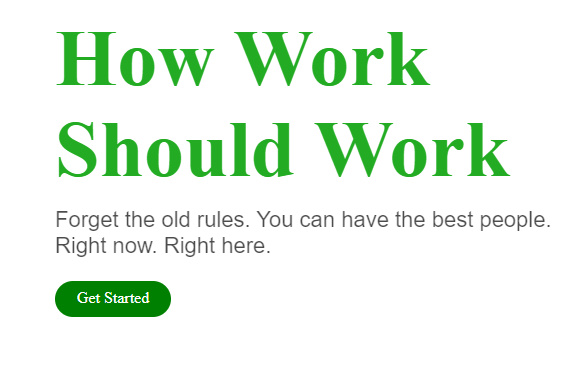 How Work
Should Work
Forget the old rules. You can have the best people.
Right now. Right here.
Get Started